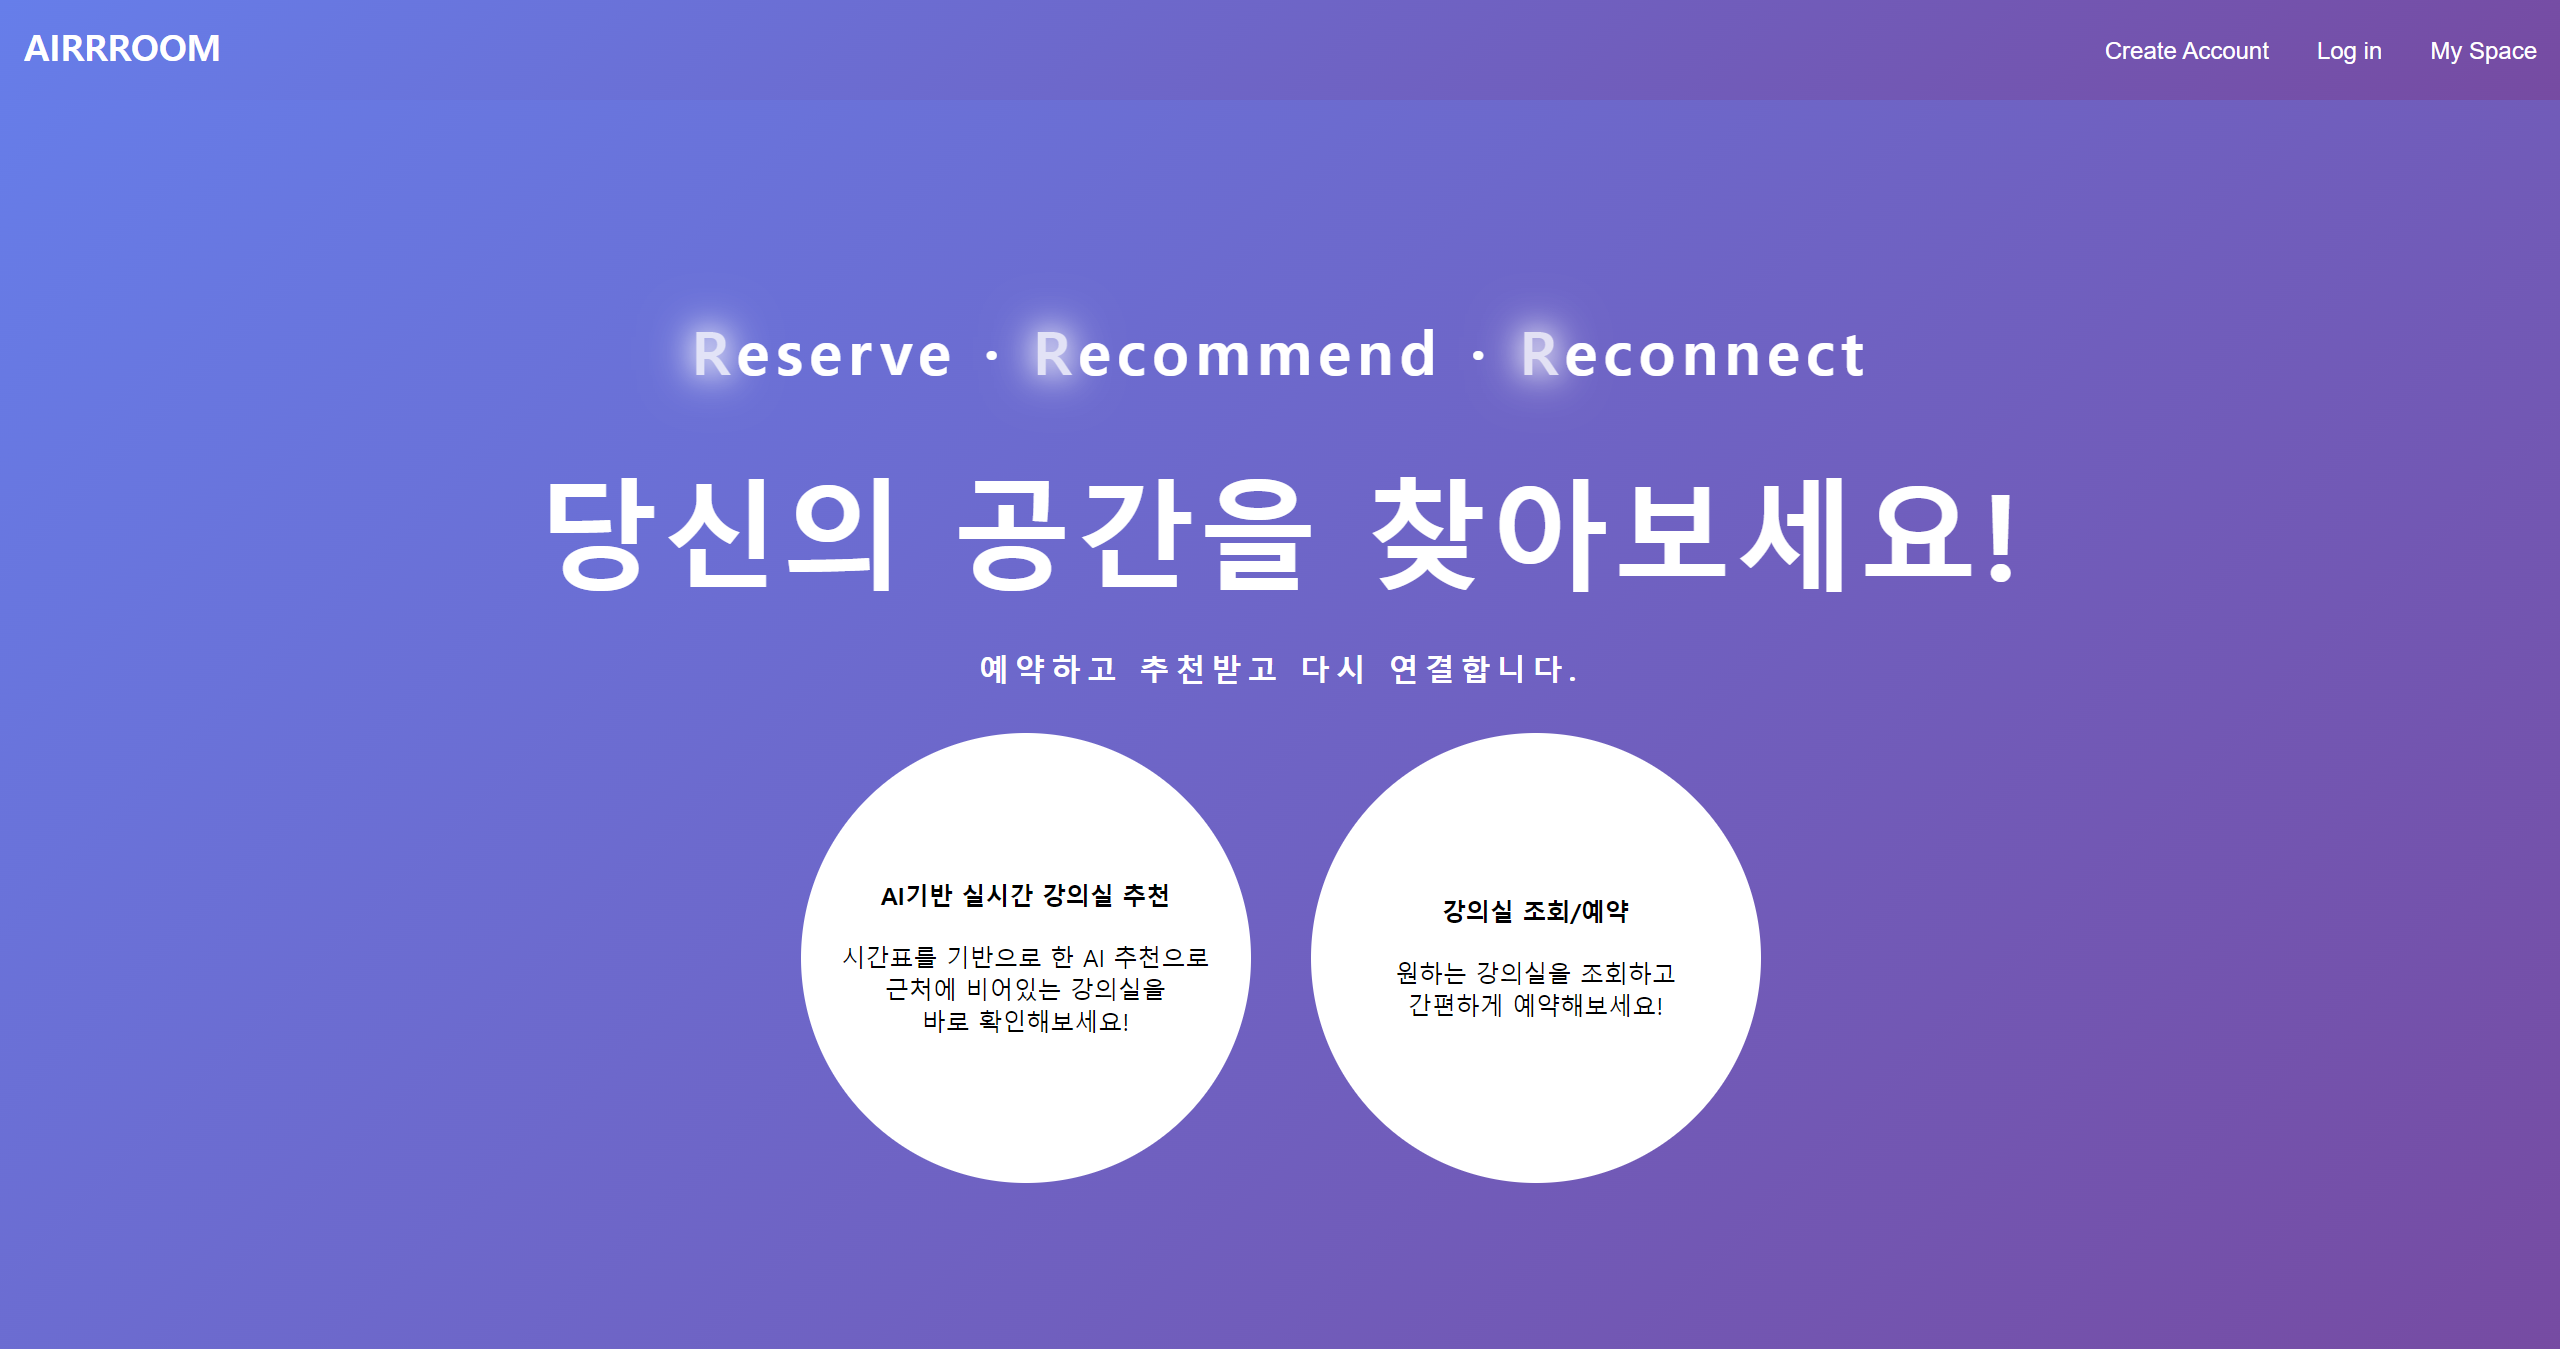 AIRRROOM
Create Account
Log in
My Space
Reserve · Recommend · Reconnect
당신의 공간을 찾아보세요!
예약하고 추천받고 다시 연결합니다.
AI기반 실시간 강의실 추천
시간표를 기반으로 한 AI 추천으로
근처에 비어있는 강의실을
바로 확인해보세요!
강의실 조회/예약
원하는 강의실을 조회하고
간편하게 예약해보세요!